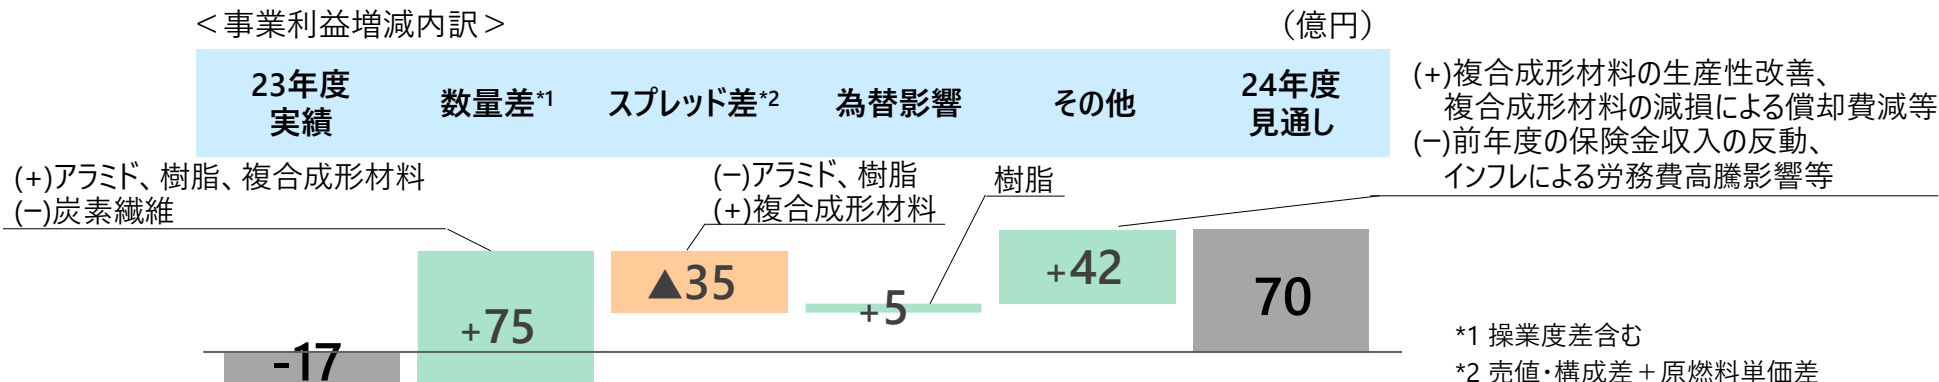 ＜事業利益増減内訳＞
（億円）
23年度
実績
数量差*1
スプレッド差*2
為替影響
その他
24年度
見通し
(+)複合成形材料の生産性改善、
複合成形材料の減損による償却費減等
(−)前年度の保険金収入の反動、
インフレによる労務費高騰影響等
(+)アラミド、樹脂、複合成形材料
(−)炭素繊維
(−)アラミド、樹脂
(+)複合成形材料
樹脂
-17
+75
▲35
+5
+42
70
*1 操業度差含む
*2 売値・構成差＋原燃料単価差